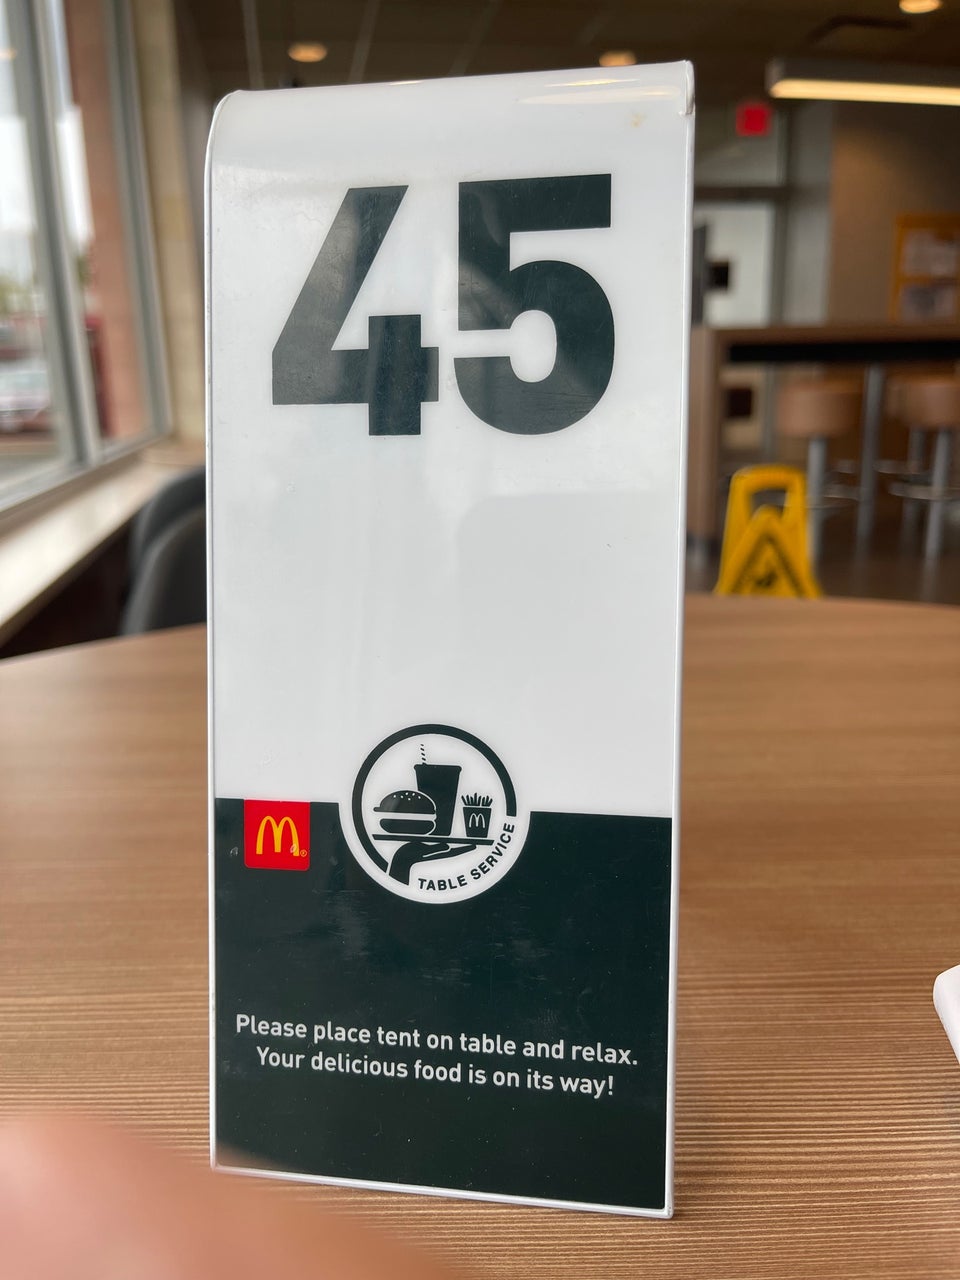 45
TABLE SERVICE
Please place tent on table and relax.
Your delicious food is on its way!